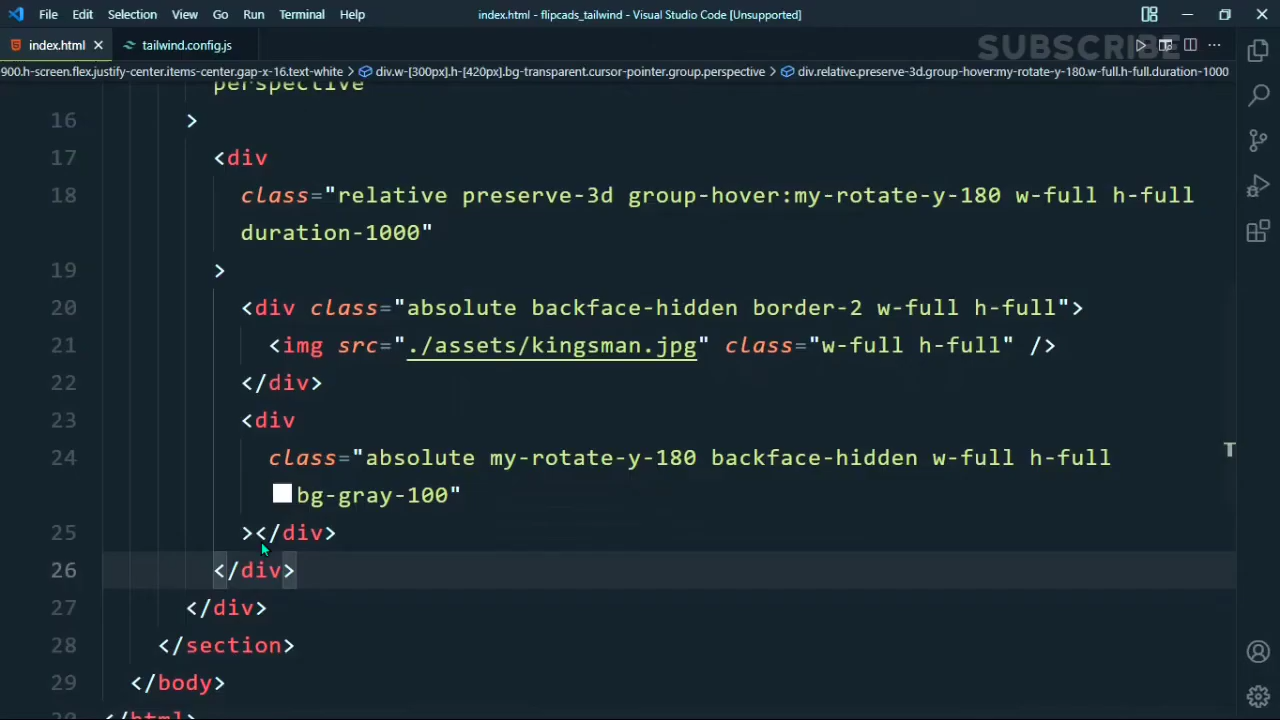 File Edit Selection View Go Run Terminal Help index.html - flipcads_tailwind - Visual Studio Code [Unsupported]
index.html tailwind.config.js SUBSCRIBE
900.h-screen.flex.justify-center.items-center.gap-x-16.text-white > div.w-[300px].h-[420px].bg-transparent.cursor-pointer.group.perspective > div.relative.preserve-3d.group-hover:my-rotate-y-180.w-full.h-full.duration-1000
perspective
16 >
17 <div
18 class="relative preserve-3d group-hover:my-rotate-y-180 w-full h-full
duration-1000"
19 >
20 <div class="absolute backface-hidden border-2 w-full h-full">
21 <img src="./assets/kingsman.jpg" class="w-full h-full" />
22 </div>
23 <div
24 class="absolute my-rotate-y-180 backface-hidden w-full h-full
bg-gray-100"
25 ></div>
26 </div>
27 </div>
28 </section>
29 </body>
30 </html>